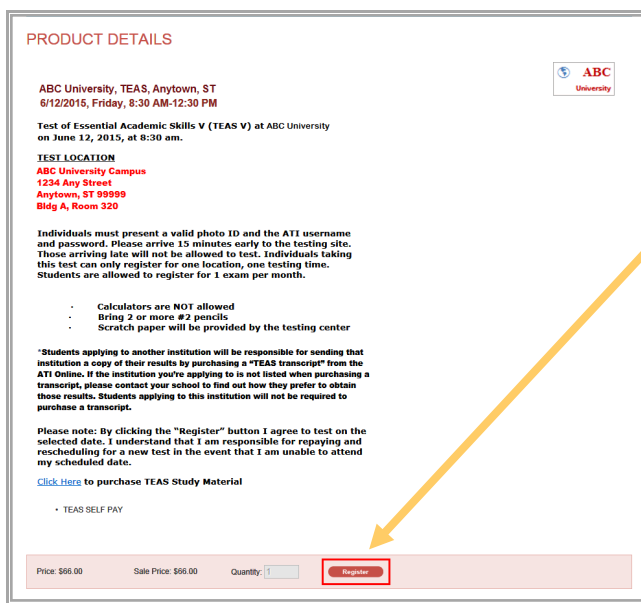 PRODUCT DETAILS
ABC
University
ABC University, TEAS, Anytown, ST
6/12/2015, Friday, 8:30 AM-12:30 PM
Test of Essential Academic Skills V (TEAS V) at ABC University
on June 12, 2015, at 8:30 am.
TEST LOCATION
ABC University Campus
1234 Any Street
Anytown, ST 99999
Bldg A, Room 320
Individuals must present a valid photo ID and the ATI username
and password. Please arrive 15 minutes early to the testing site.
Those arriving late will not be allowed to test. Individuals taking
this test can only register for one location, one testing time.
Students are allowed to register for 1 exam per month.
· Calculators are NOT allowed
· Bring 2 or more #2 pencils
· Scratch paper will be provided by the testing center
*Students applying to another institution will be responsible for sending that
institution a copy of their results by purchasing a “TEAS transcript” from the
ATI Online. If the institution you’re applying to is not listed when purchasing a
transcript, please contact your school to find out how they prefer to obtain
those results. Students applying to this institution will not be required to
purchase a transcript.
Please note: By clicking the “Register” button I agree to test on the
selected date. I understand that I am responsible for repaying and
rescheduling for a new test in the event that I am unable to attend
my scheduled date.
Click Here to purchase TEAS Study Material
• TEAS SELF PAY
Price: $66.00 Sale Price: $66.00 Quantity: 1 Register